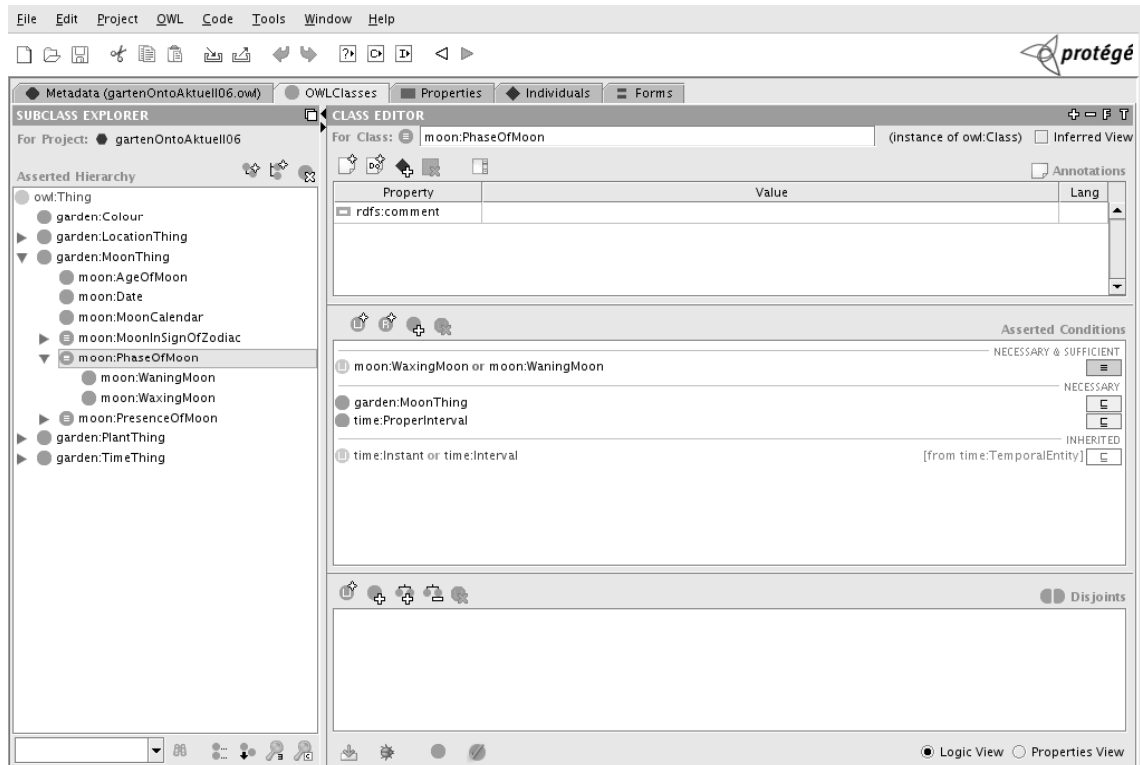 File Edit Project OWL Code Tools Window Help
protégé
Metadata (gartenOntoAktuell06.owl) OWLClasses Properties Individuals Forms
SUBCLASS EXPLORER
For Project: gartenOntoAktuell06
Asserted Hierarchy
owl:Thing
garden:Colour
garden:LocationThing
garden:MoonThing
moon:AgeOfMoon
moon:Date
moon:MoonCalendar
moon:MoonInSignOfZodiac
moon:PhaseOfMoon
moon:WaningMoon
moon:WaxingMoon
moon:PresenceOfMoon
garden:PlantThing
garden:TimeThing
CLASS EDITOR
For Class: moon:PhaseOfMoon (instance of owl:Class) Inferred View
Annotations
Property Value Lang
rdfs:comment
Asserted Conditions
NECESSARY & SUFFICIENT
moon:WaxingMoon or moon:WaningMoon
NECESSARY
garden:MoonThing
time:ProperInterval
INHERITED
time:Instant or time:Interval [from time:TemporalEntity]
Disjoints
Logic View Properties View